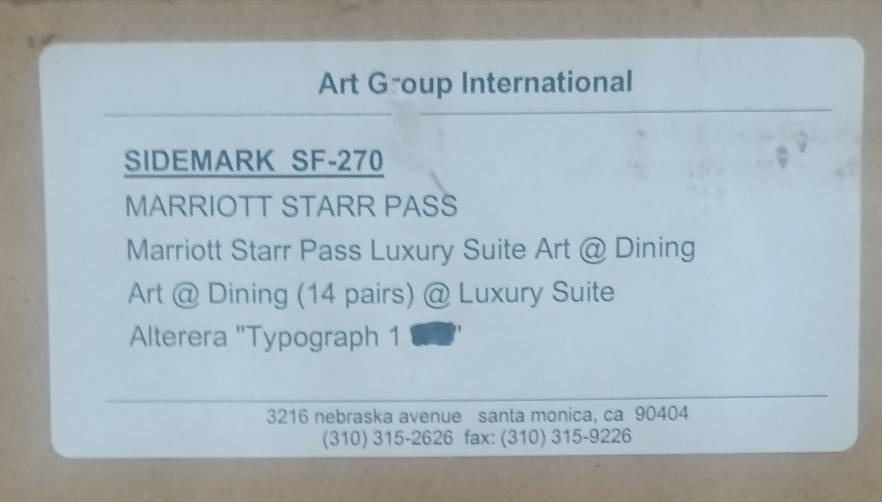 Art Group International
SIDEMARK SF-270
MARRIOTT STARR PASS
Marriott Starr Pass Luxury Suite Art @ Dining
Art @ Dining (14 pairs) @ Luxury Suite
Alterera "Typograph 1 "
3216 nebraska avenue santa monica, ca 90404
(310) 315-2626 fax: (310) 315-9226